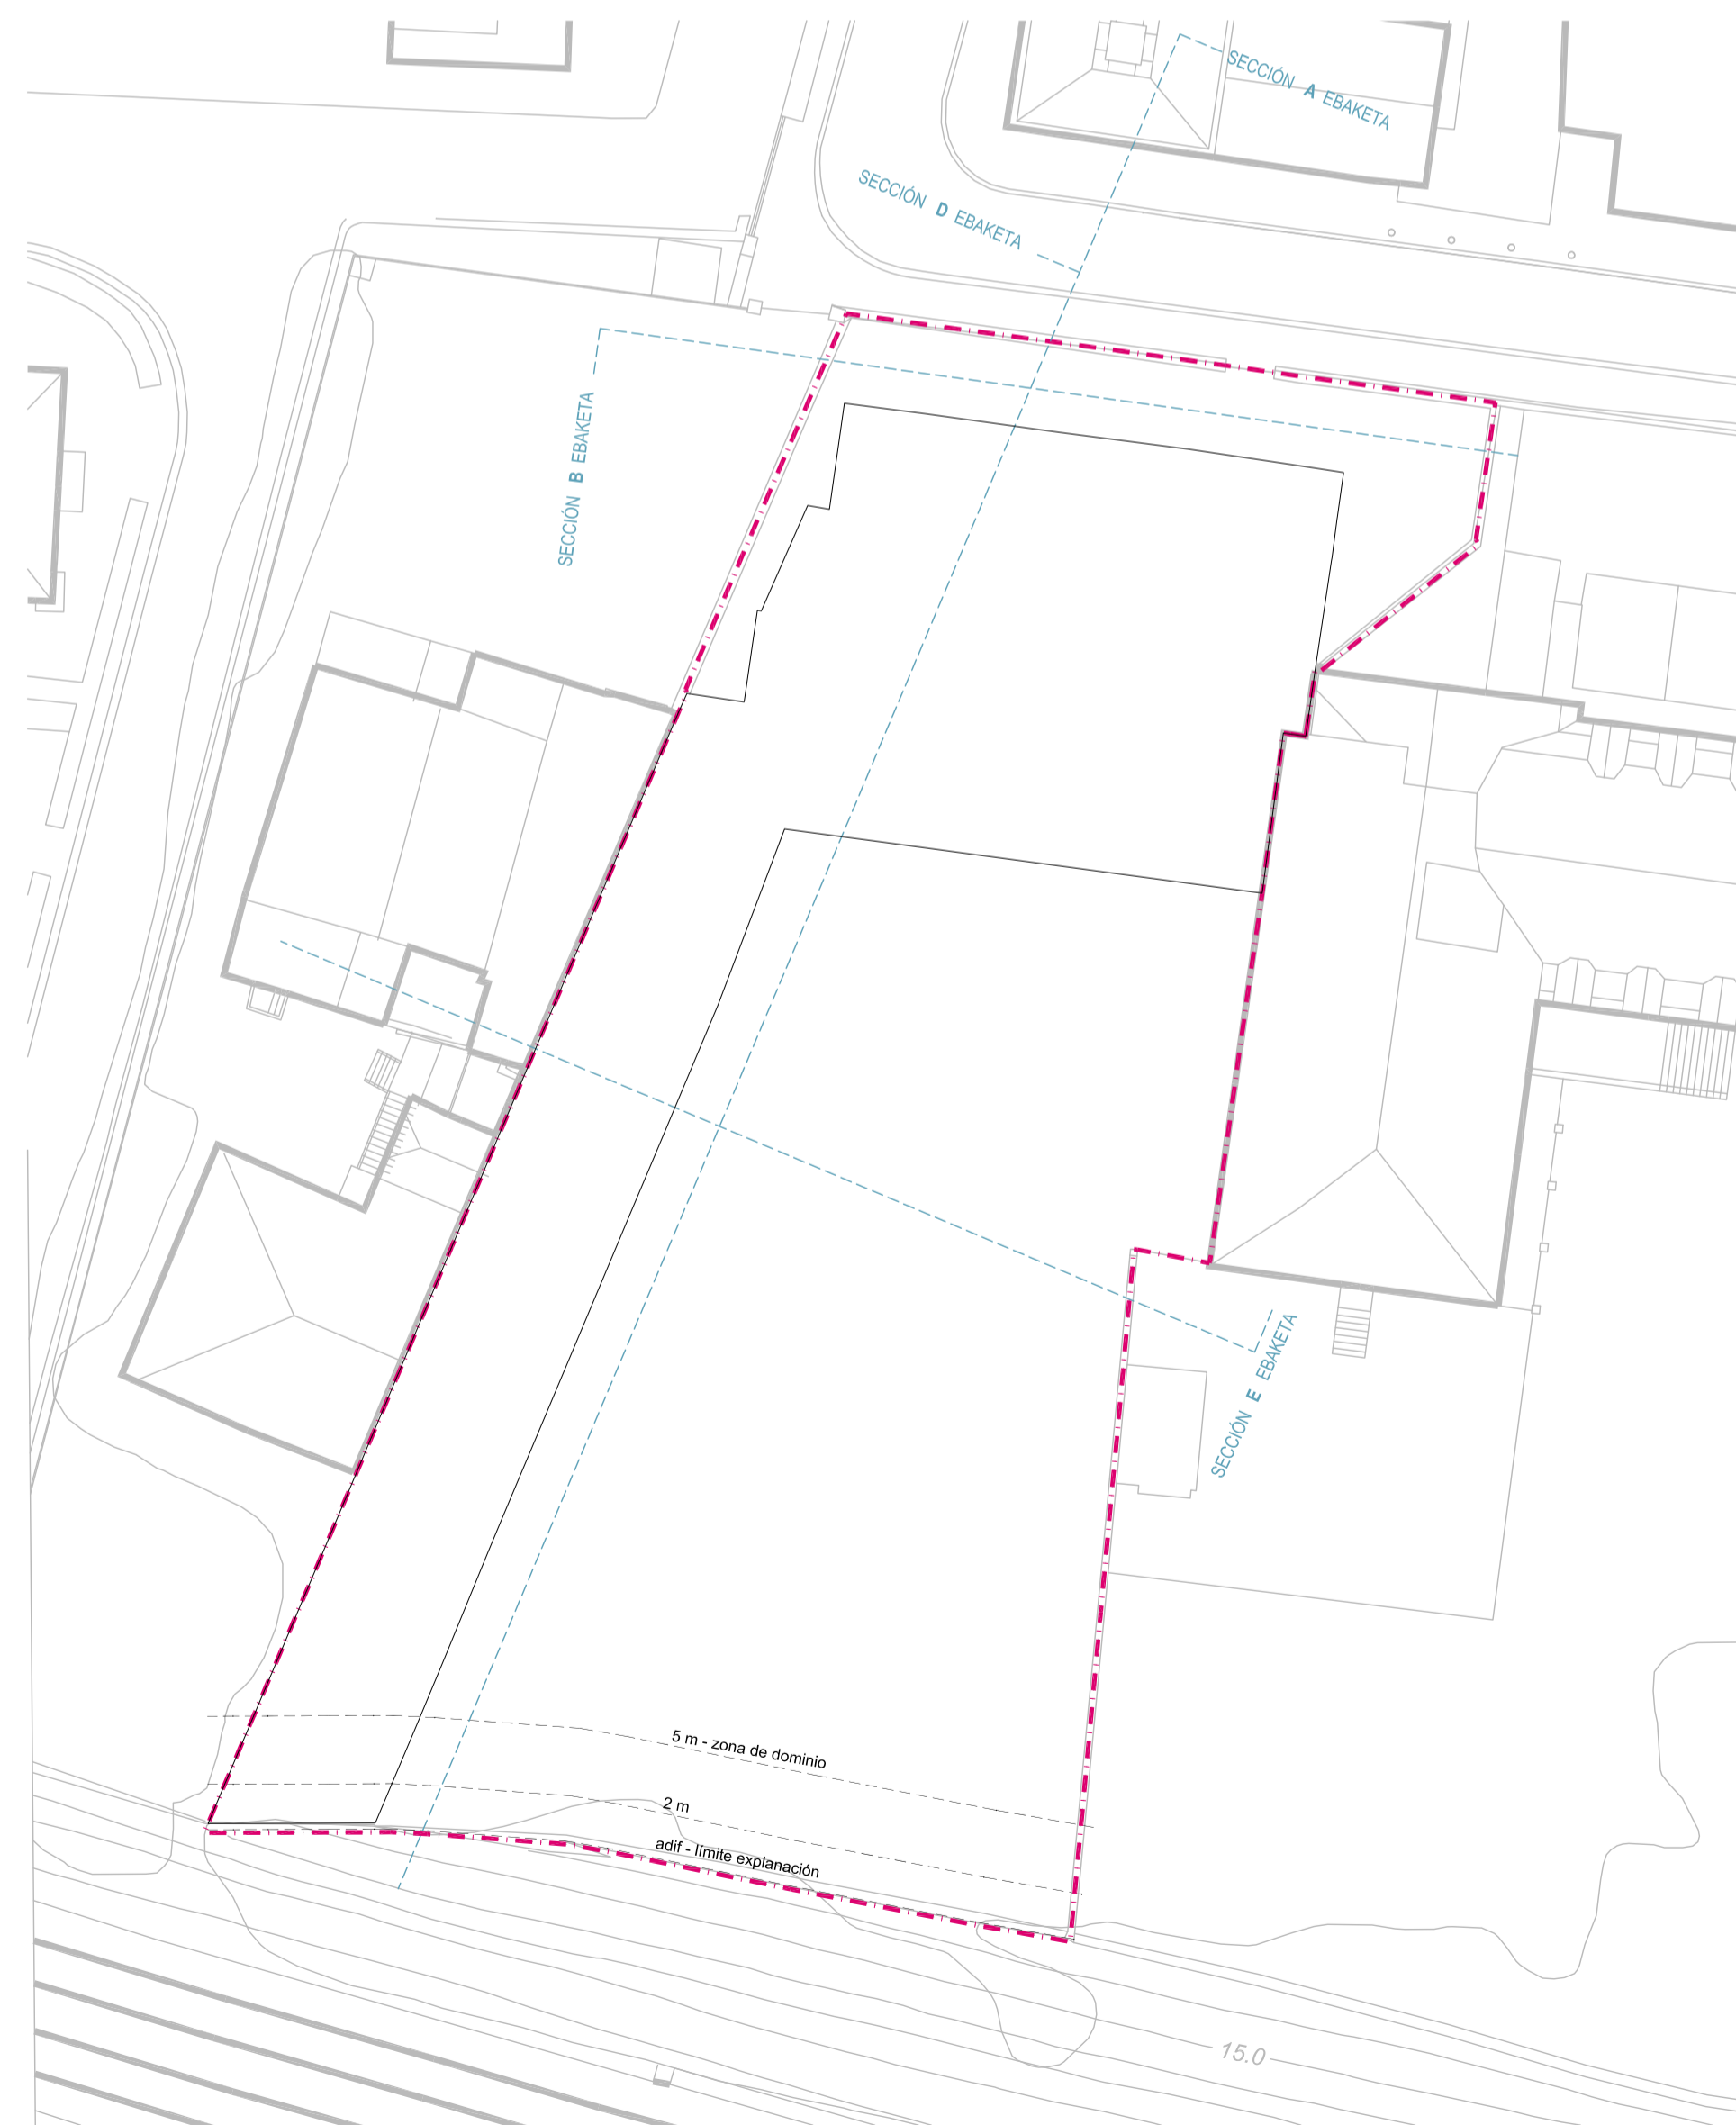 SECCIÓN A EBAKETA
SECCIÓN D EBAKETA
SECCIÓN B EBAKETA
SECCIÓN E EBAKETA
5 m - zona de dominio
2 m
adif - límite explanación
15.0